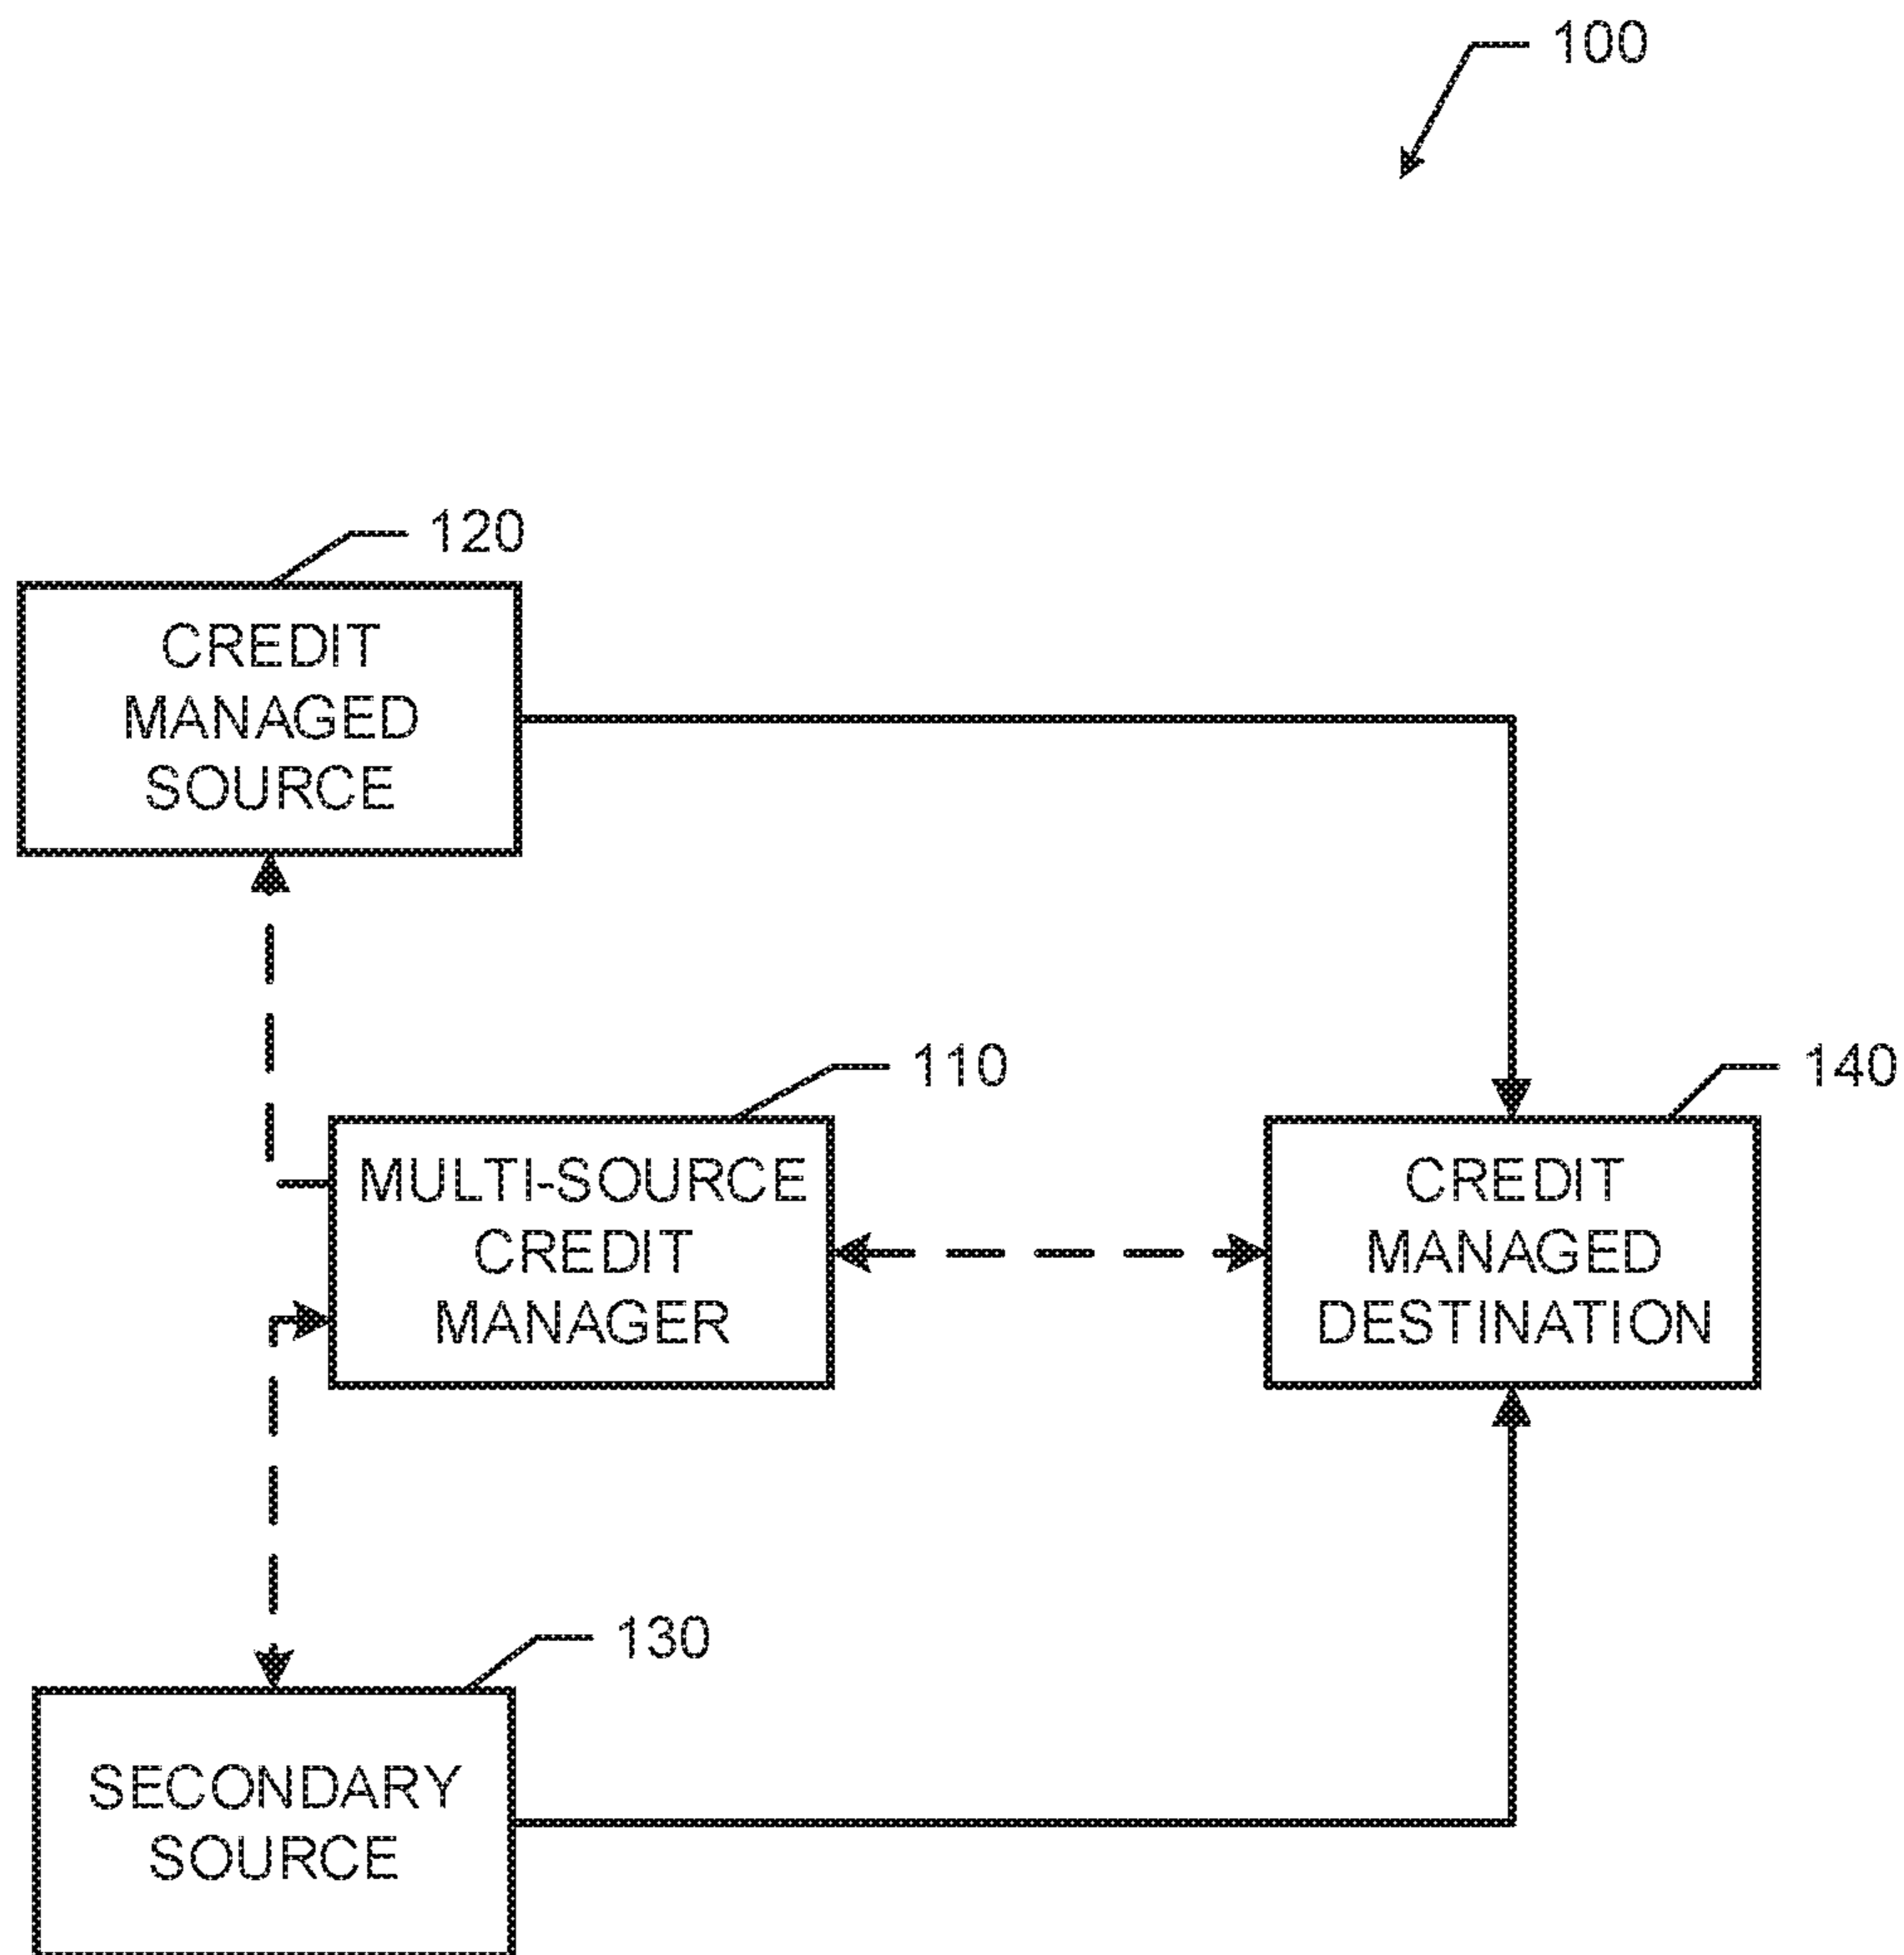 100
120
CREDIT
MANAGED
SOURCE
110
MULTI-SOURCE
CREDIT
MANAGER
140
CREDIT
MANAGED
DESTINATION
130
SECONDARY
SOURCE